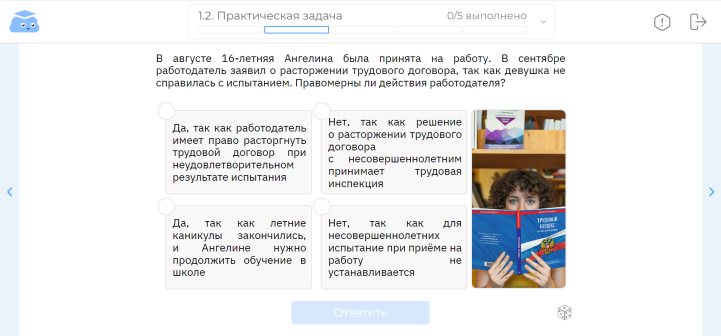 1.2. Практическая задача
0/5 выполнено
В августе 16-летняя Ангелина была принята на работу. В сентябре
работодатель заявил о расторжении трудового договора, так как девушка не
справилась с испытанием. Правомерны ли действия работодателя?
Да, так как работодатель
имеет право расторгнуть
трудовой договор при
неудовлетворительном
результате испытания
Нет, так как решение
о расторжении трудового
договора
с несовершеннолетним
принимает трудовая
инспекция
Да, так как летние
каникулы закончились,
и Ангелине нужно
продолжить обучение в
школе
Нет, так как для
несовершеннолетних
испытание при приёме на
работу не
устанавливается
ТРУДОВОЙ
КОДЕКС
Ответить